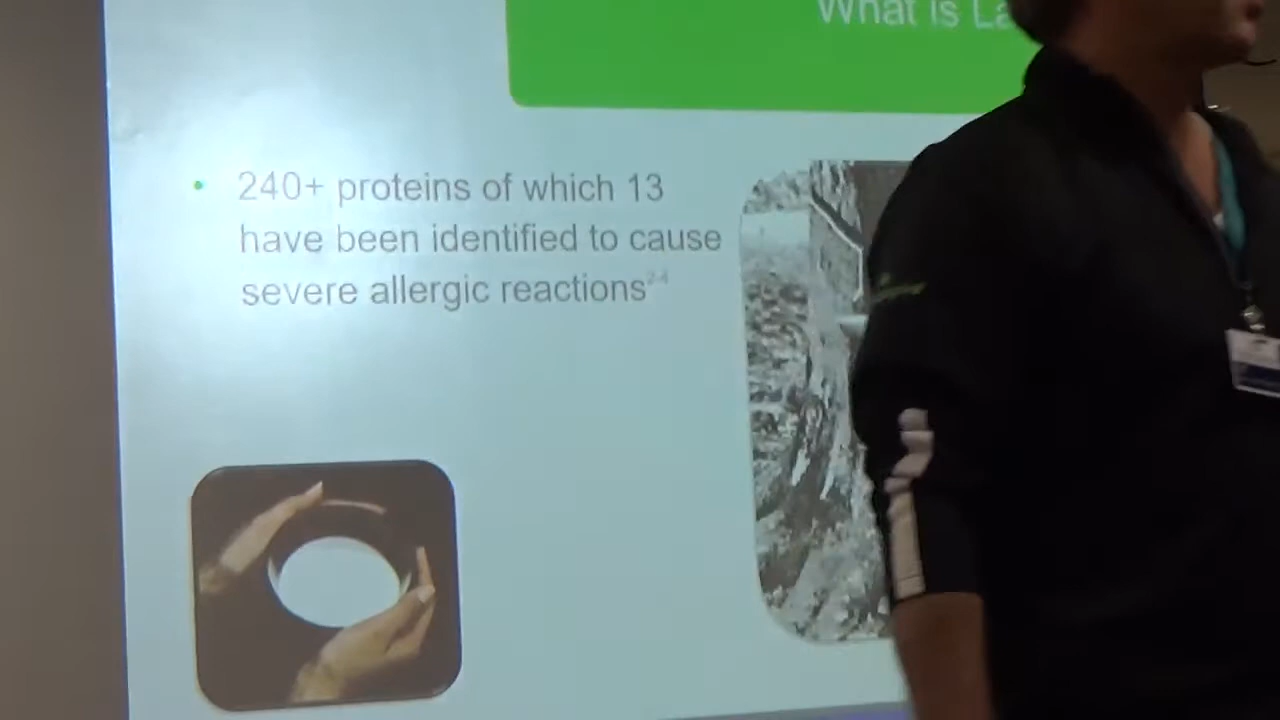 What is La
• 240+ proteins of which 13
have been identified to cause
severe allergic reactions